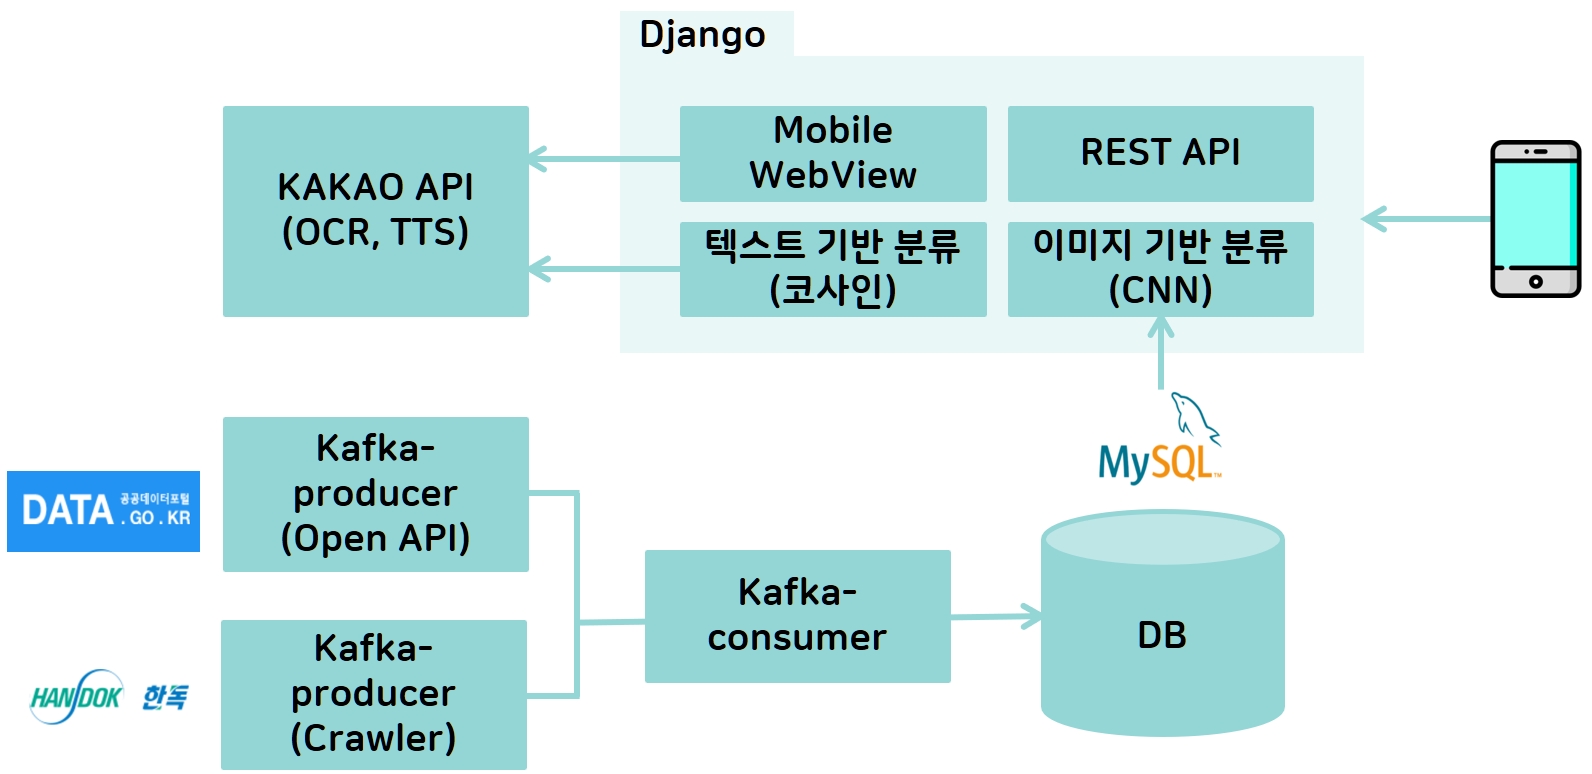 Django
KAKAO API
(OCR, TTS)
Mobile
WebView
REST API
텍스트 기반 분류
(코사인)
이미지 기반 분류
(CNN)
MySQL™
DATA 공공데이터포털
.GO.KR
Kafka-
producer
(Open API)
Kafka-
consumer
DB
HANDOK 한독
Kafka-
producer
(Crawler)